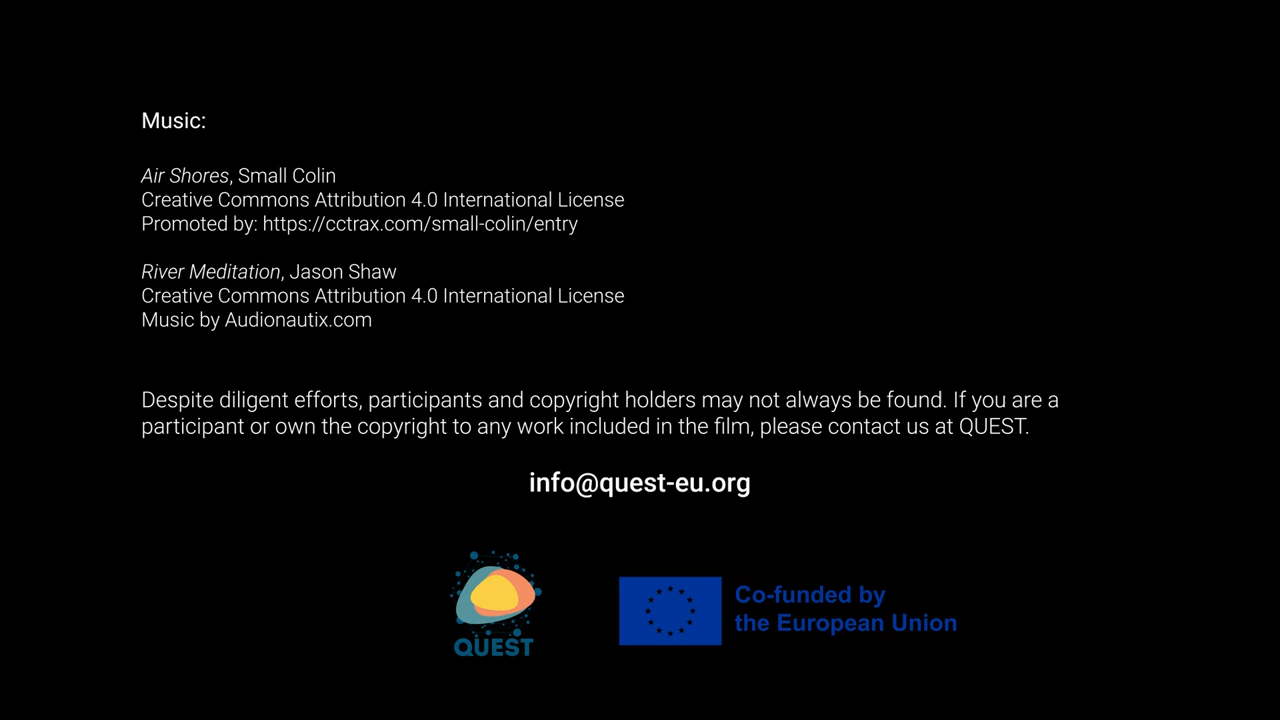 Music:
Air Shores, Small Colin
Creative Commons Attribution 4.0 International License
Promoted by: https://cctrax.com/small-colin/entry
River Meditation, Jason Shaw
Creative Commons Attribution 4.0 International License
Music by Audionautix.com
Despite diligent efforts, participants and copyright holders may not always be found. If you are a
participant or own the copyright to any work included in the film, please contact us at QUEST.
info@quest-eu.org
QUEST
Co-funded by
the European Union